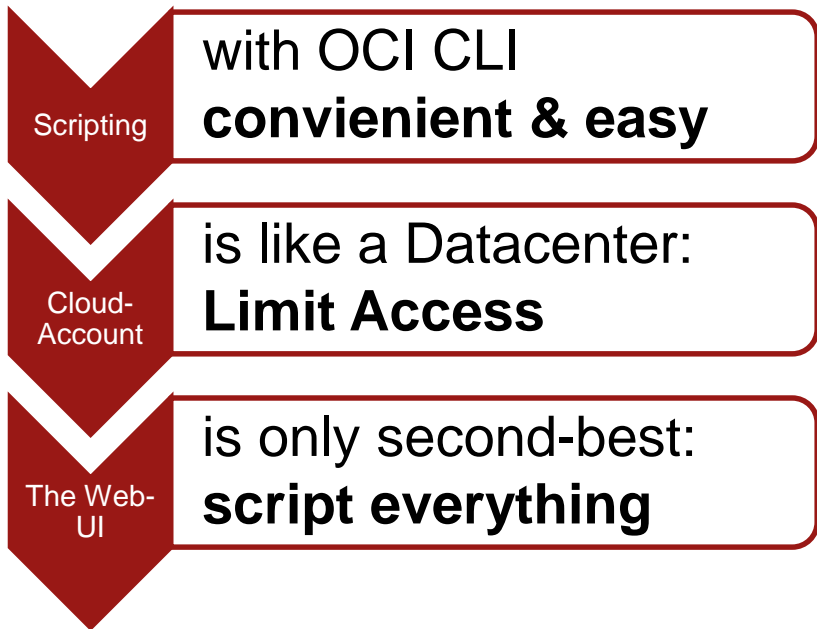 Scripting
with OCI CLI
convienient & easy
Cloud-
Account
is like a Datacenter:
Limit Access
The Web-
UI
is only second-best:
script everything